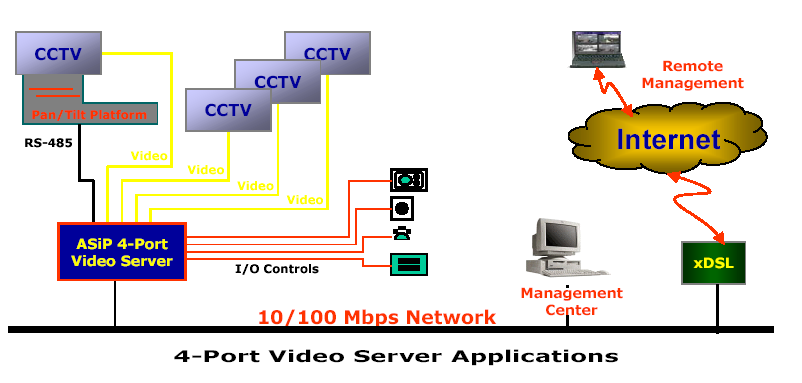 CCTV
CCTV
CCTV
CCTV
Pan/Tilt Platform
RS-485
Video
Video
Video
Video
ASiP 4-Port
Video Server
I/O Controls
Remote
Management
Internet
xDSL
Management
Center
10/100 Mbps Network
4-Port Video Server Applications